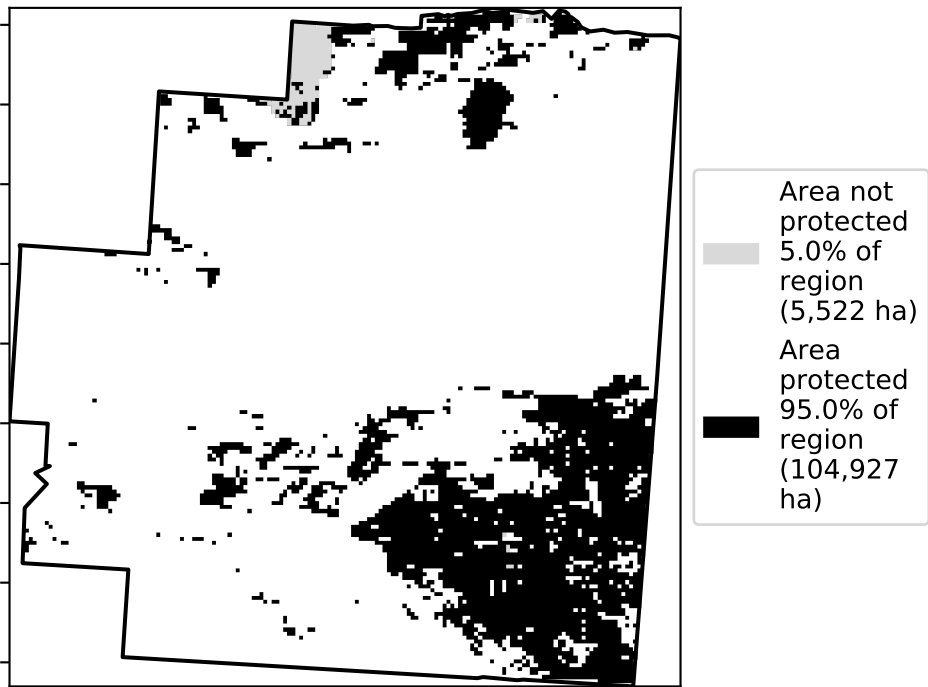 Area not
protected
5.0% of
region
(5,522 ha)
Area
protected
95.0% of
region
(104,927
ha)